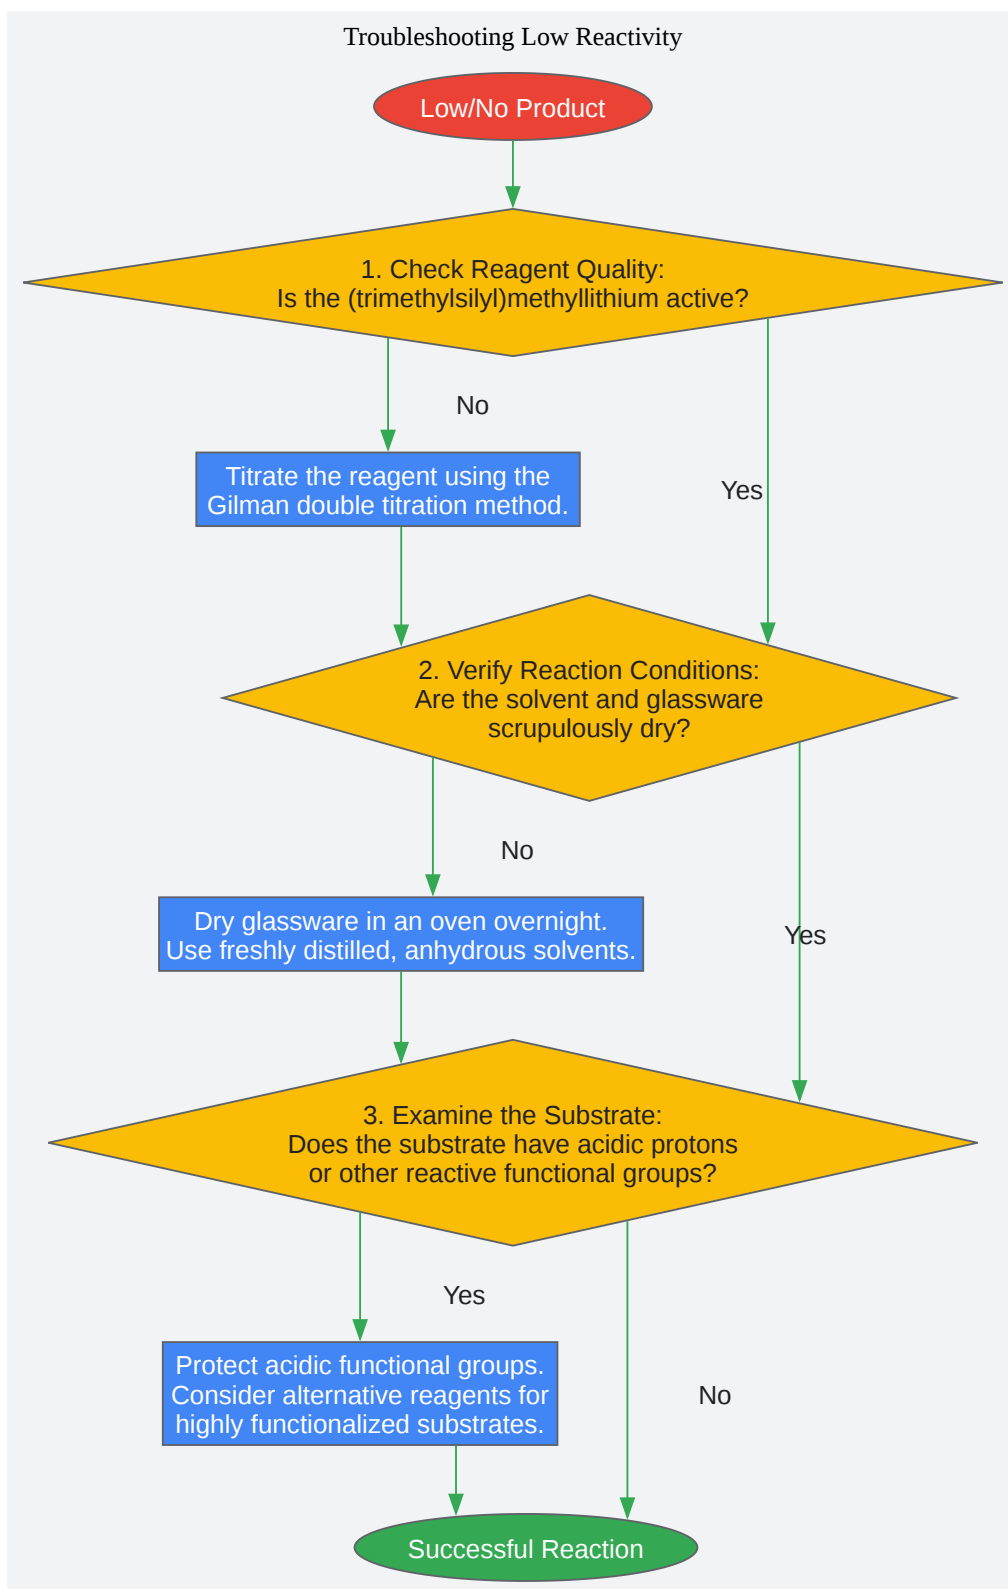 Troubleshooting Low Reactivity
Low/No Product
1. Check Reagent Quality:
Is the (trimethylsilyl)methyllithium active?
No
Titrate the reagent using the
Gilman double titration method.
Yes
2. Verify Reaction Conditions:
Are the solvent and glassware
scrupulously dry?
No
Dry glassware in an oven overnight.
Use freshly distilled, anhydrous solvents.
Yes
3. Examine the Substrate:
Does the substrate have acidic protons
or other reactive functional groups?
Yes
Protect acidic functional groups.
Consider alternative reagents for
highly functionalized substrates.
No
Successful Reaction